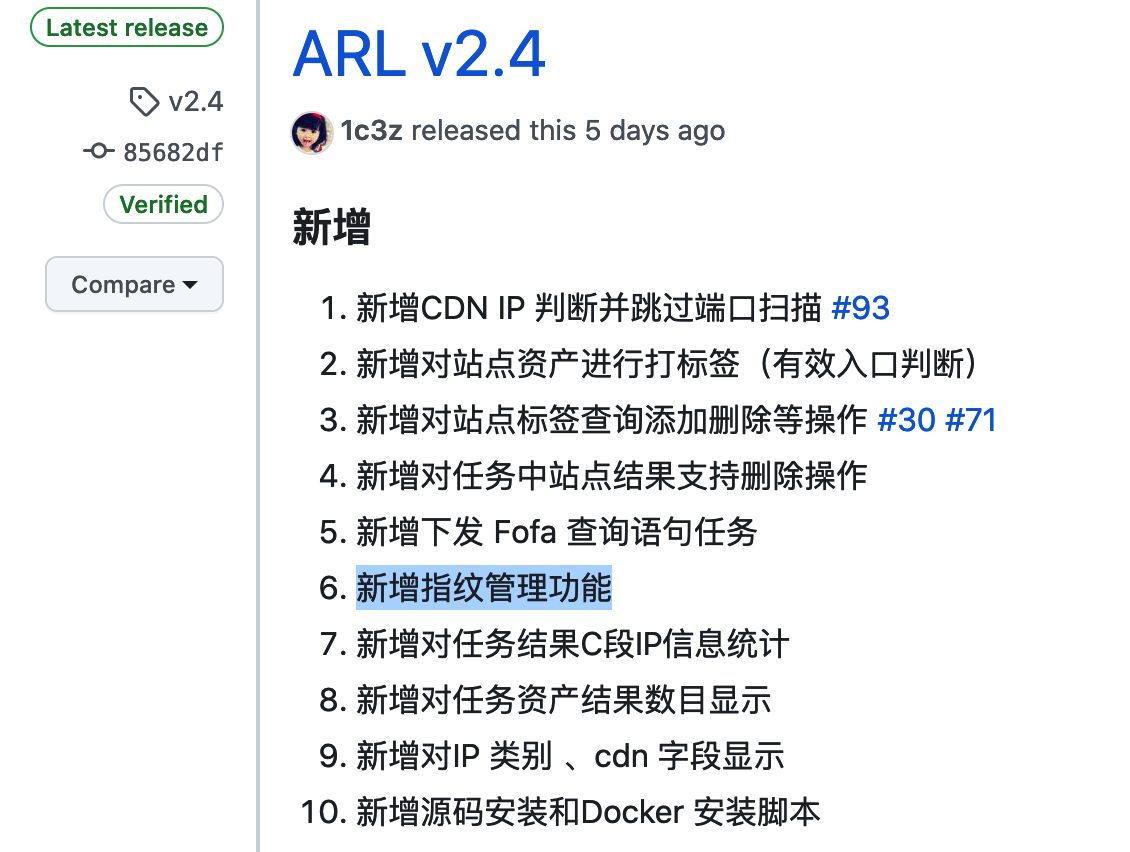 Latest release
v2.4
85682df
Verified
Compare
ARL v2.4
1c3z released this 5 days ago
新增
1. 新增CDN IP 判断并跳过端口扫描 #93
2. 新增对站点资产进行打标签（有效入口判断）
3. 新增对站点标签查询添加删除等操作 #30 #71
4. 新增对任务中站点结果支持删除操作
5. 新增下发 Fofa 查询语句任务
6. 新增指纹管理功能
7. 新增对任务结果C段IP信息统计
8. 新增对任务资产结果数目显示
9. 新增对IP 类别 、cdn 字段显示
10. 新增源码安装和Docker 安装脚本